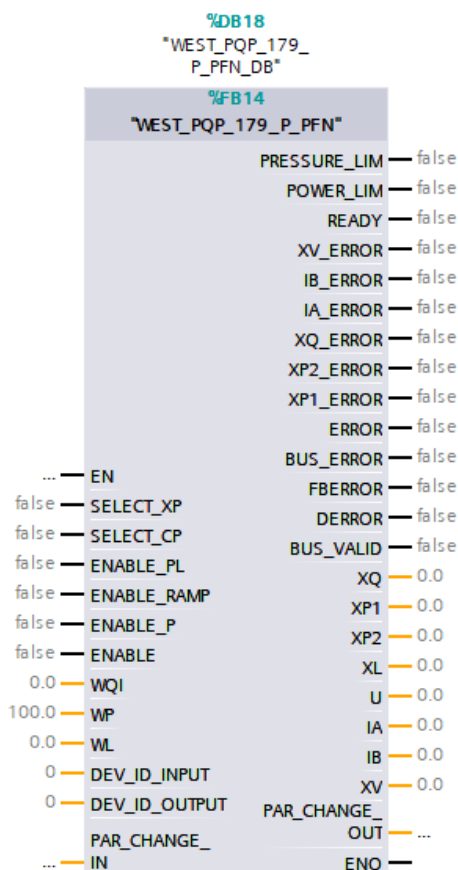 %DB18
"WEST_PQP_179_
P_PFN_DB"
%FB14
"WEST_PQP_179_P_PFN"
PRESSURE_LIM false
POWER_LIM false
READY false
XV_ERROR false
IB_ERROR false
IA_ERROR false
XQ_ERROR false
XP2_ERROR false
XP1_ERROR false
ERROR false
BUS_ERROR false
... EN
FBERROR false
false SELECT_XP
DERROR false
false SELECT_CP
BUS_VALID false
false ENABLE_PL
XQ 0.0
false ENABLE_RAMP
XP1 0.0
false ENABLE_P
XP2 0.0
false ENABLE
XL 0.0
0.0 WQI
U 0.0
100.0 WP
IA 0.0
0.0 WL
IB 0.0
0 DEV_ID_INPUT
XV 0.0
0 DEV_ID_OUTPUT
PAR_CHANGE_
OUT ...
PAR_CHANGE_
... IN
ENO